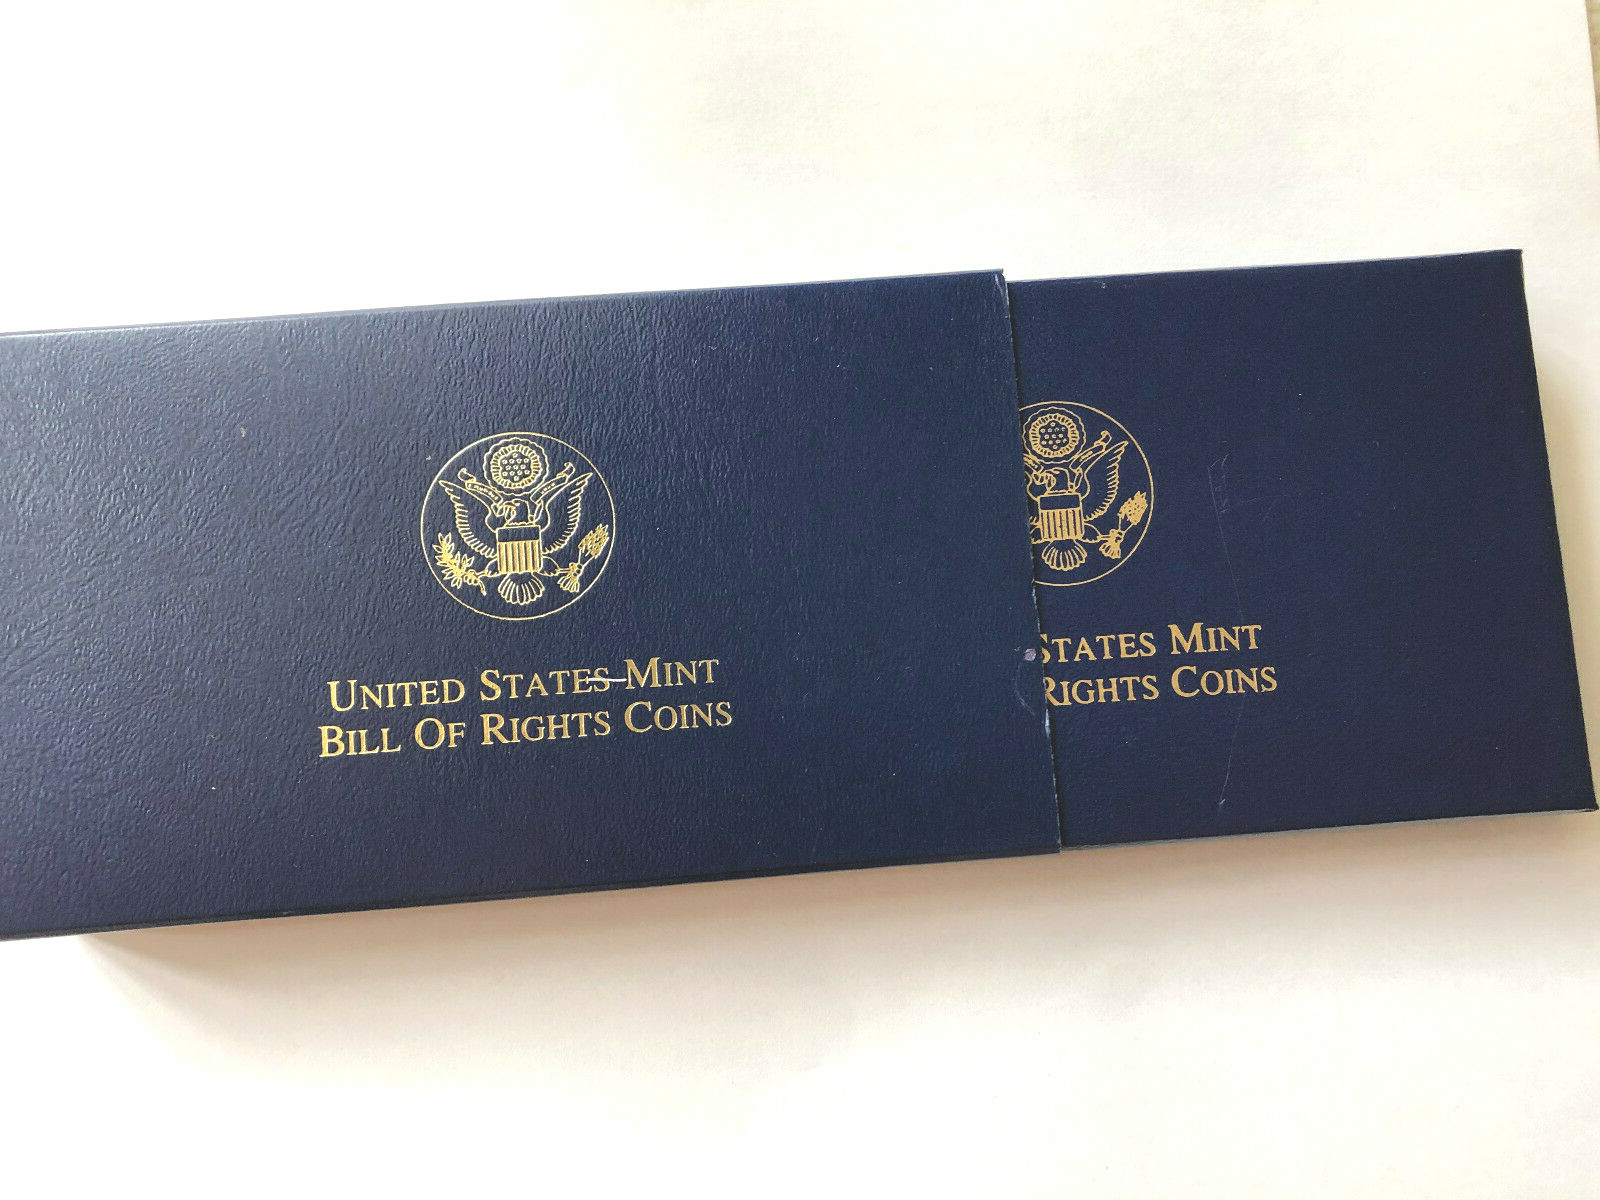 United States Mint
Bill Of Rights Coins
States Mint
Rights Coins